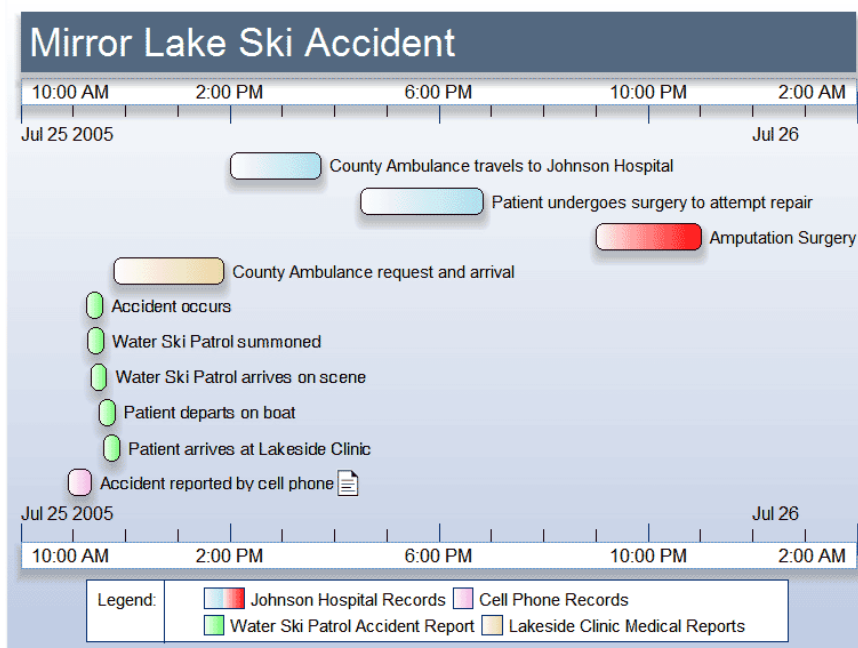 Mirror Lake Ski Accident
10:00 AM 2:00 PM 6:00 PM 10:00 PM 2:00 AM
Jul 25 2005 Jul 26
County Ambulance travels to Johnson Hospital
Patient undergoes surgery to attempt repair
Amputation Surgery
County Ambulance request and arrival
Accident occurs
Water Ski Patrol summoned
Water Ski Patrol arrives on scene
Patient departs on boat
Patient arrives at Lakeside Clinic
Accident reported by cell phone
Jul 25 2005 Jul 26
10:00 AM 2:00 PM 6:00 PM 10:00 PM 2:00 AM
Legend: Johnson Hospital Records Cell Phone Records
Water Ski Patrol Accident Report Lakeside Clinic Medical Reports